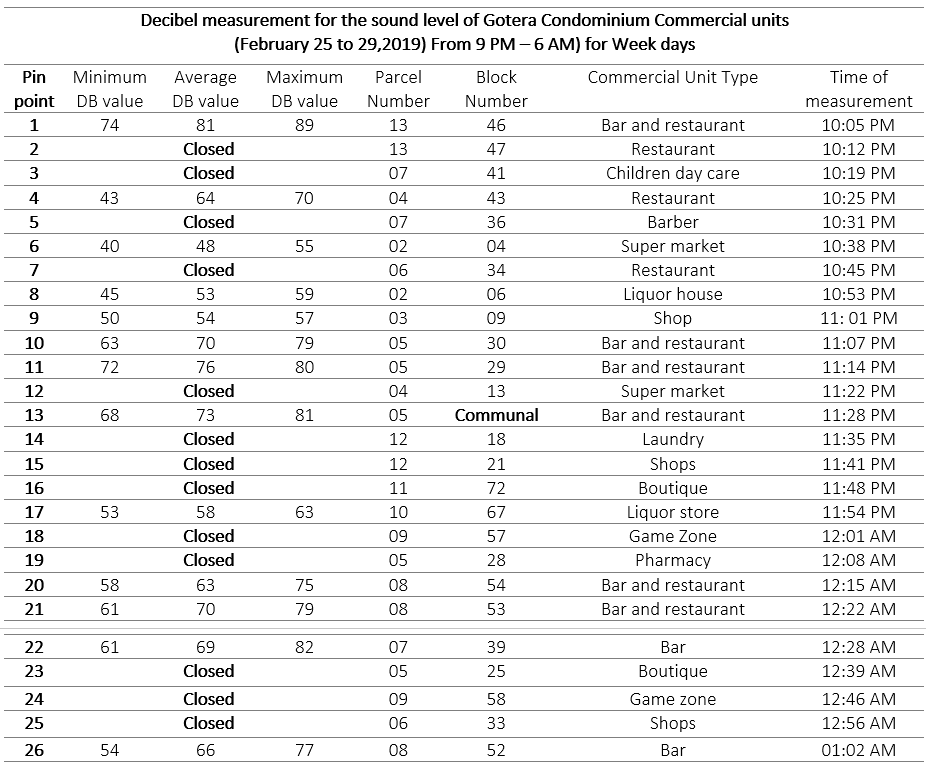 Decibel measurement for the sound level of Gotera Condominium Commercial units
(February 25 to 29,2019) From 9 PM – 6 AM) for Week days
Pin Minimum Average Maximum Parcel Block Commercial Unit Type Time of
point DB value DB value DB value Number Number measurement
1 74 81 89 13 46 Bar and restaurant 10:05 PM
2 Closed 13 47 Restaurant 10:12 PM
3 Closed 07 41 Children day care 10:19 PM
4 43 64 70 04 43 Restaurant 10:25 PM
5 Closed 07 36 Barber 10:31 PM
6 40 48 55 02 04 Super market 10:38 PM
7 Closed 06 34 Restaurant 10:45 PM
8 45 53 59 02 06 Liquor house 10:53 PM
9 50 54 57 03 09 Shop 11: 01 PM
10 63 70 79 05 30 Bar and restaurant 11:07 PM
11 72 76 80 05 29 Bar and restaurant 11:14 PM
12 Closed 04 13 Super market 11:22 PM
13 68 73 81 05 Communal Bar and restaurant 11:28 PM
14 Closed 12 18 Laundry 11:35 PM
15 Closed 12 21 Shops 11:41 PM
16 Closed 11 72 Boutique 11:48 PM
17 53 58 63 10 67 Liquor store 11:54 PM
18 Closed 09 57 Game Zone 12:01 AM
19 Closed 05 28 Pharmacy 12:08 AM
20 58 63 75 08 54 Bar and restaurant 12:15 AM
21 61 70 79 08 53 Bar and restaurant 12:22 AM
22 61 69 82 07 39 Bar 12:28 AM
23 Closed 05 25 Boutique 12:39 AM
24 Closed 09 58 Game zone 12:46 AM
25 Closed 06 33 Shops 12:56 AM
26 54 66 77 08 52 Bar 01:02 AM